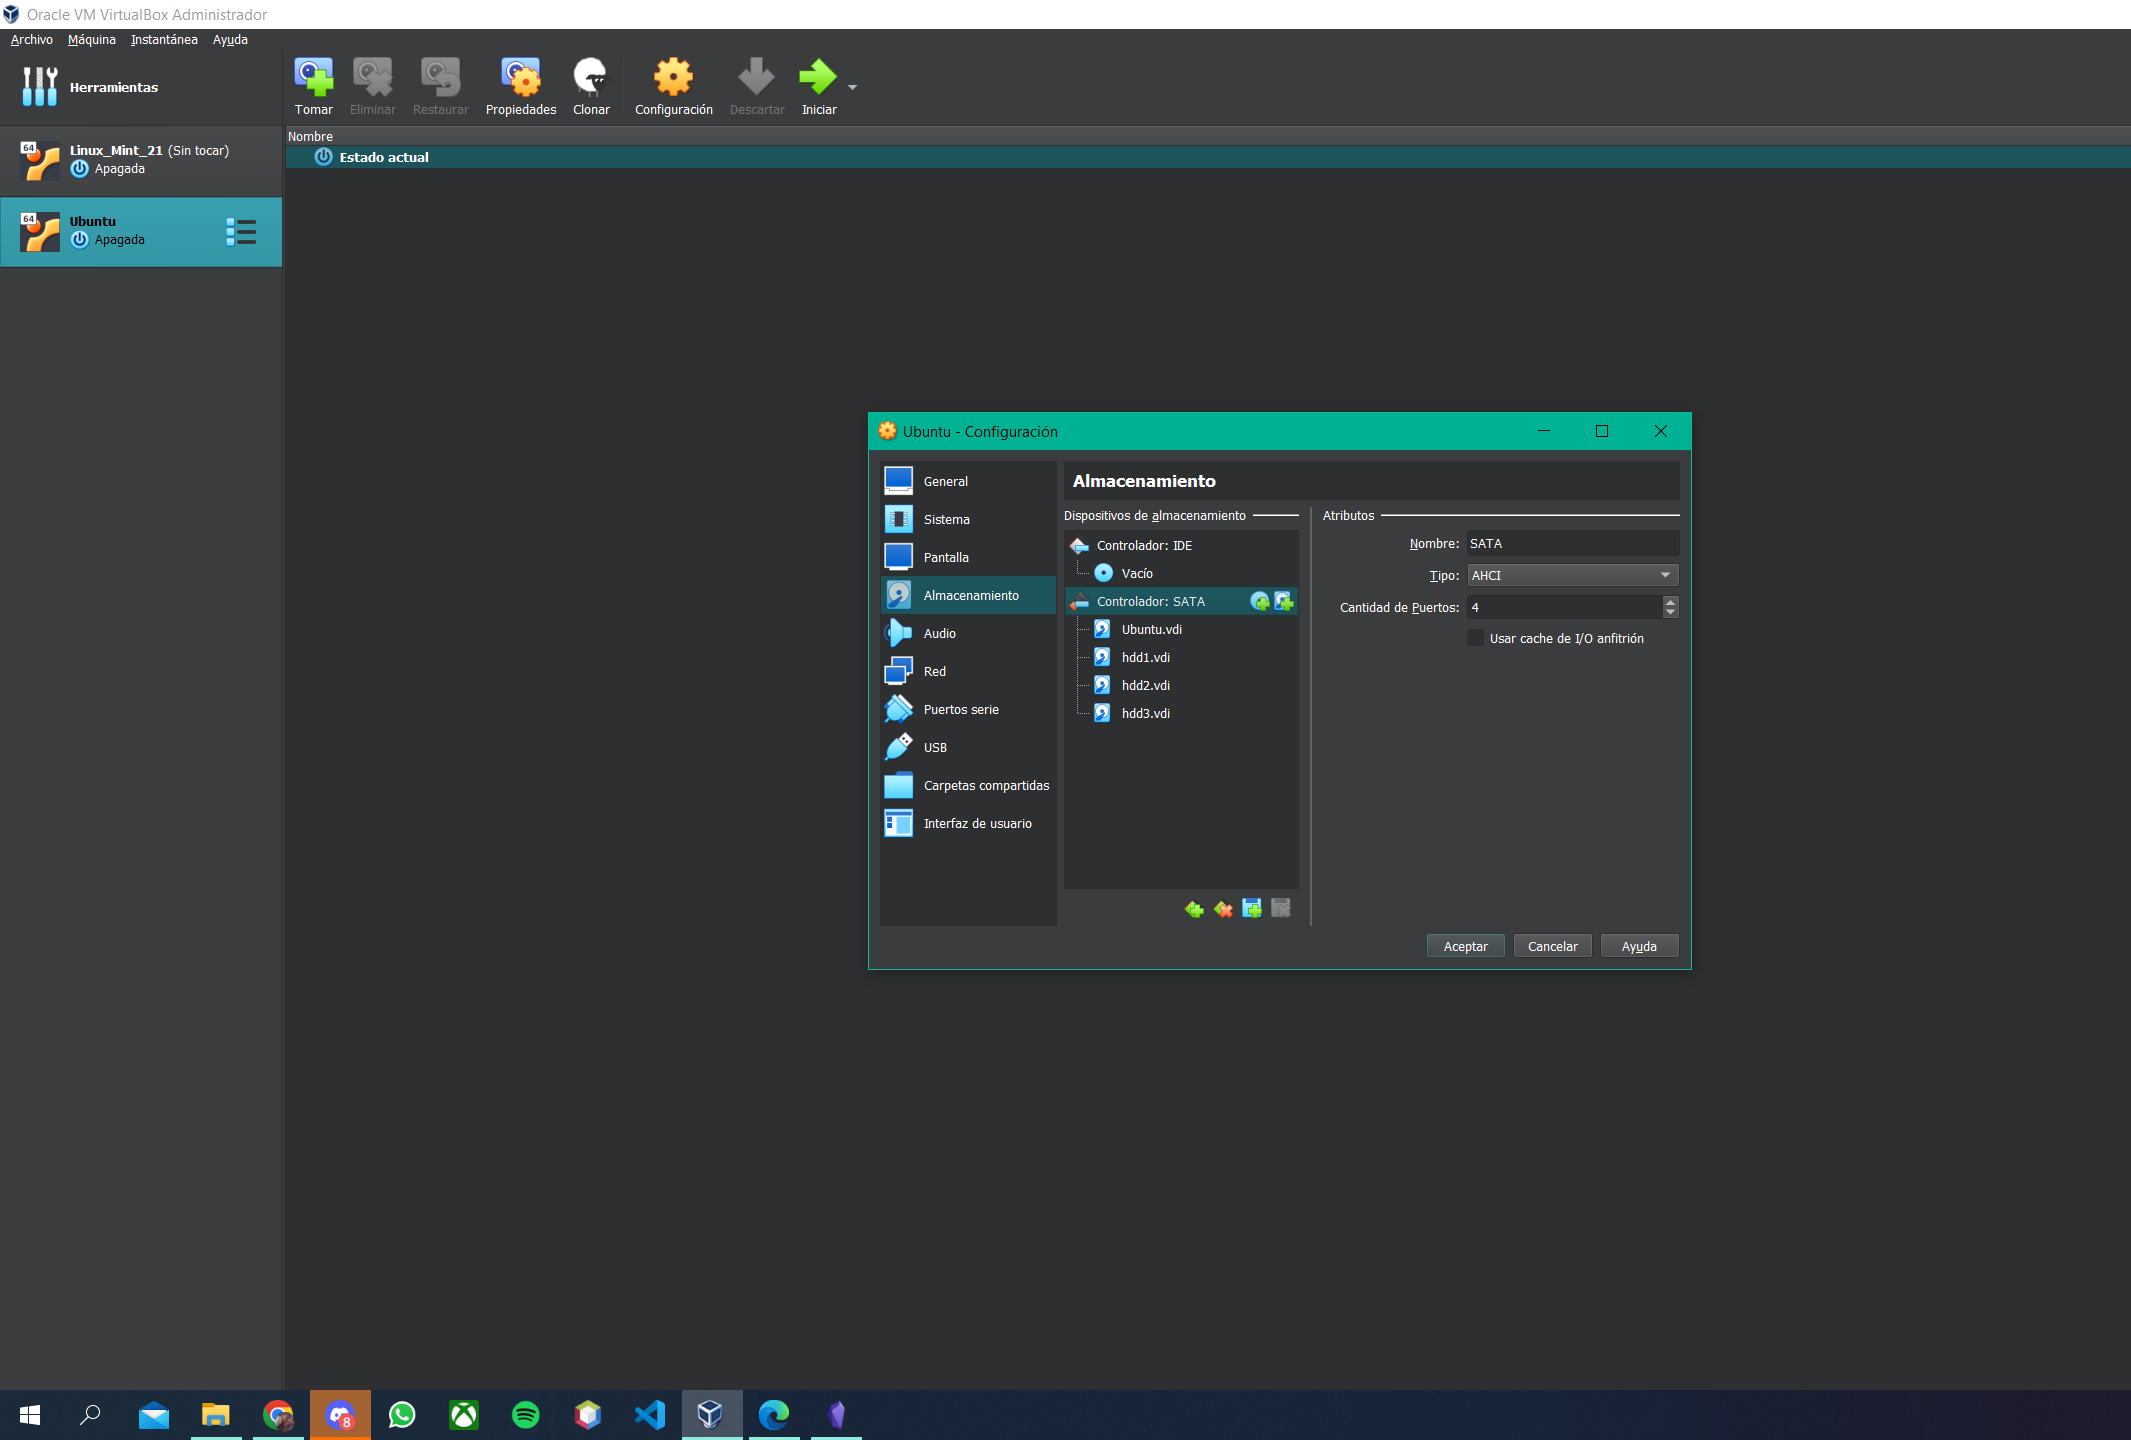 Oracle VM VirtualBox Administrador
Archivo Máquina Instantánea Ayuda
Herramientas
Tomar Eliminar Restaurar Propiedades Clonar Configuración Descartar Iniciar
Nombre
Estado actual
64
Linux_Mint_21 (Sin tocar)
Apagada
64
Ubuntu
Apagada
Ubuntu - Configuración
General
Sistema
Pantalla
Almacenamiento
Audio
Red
Puertos serie
USB
Carpetas compartidas
Interfaz de usuario
Almacenamiento
Dispositivos de almacenamiento
Controlador: IDE
Vacío
Controlador: SATA
Ubuntu.vdi
hdd1.vdi
hdd2.vdi
hdd3.vdi
Atributos
Nombre: SATA
Tipo: AHCI
Cantidad de Puertos: 4
Usar cache de I/O anfitrión
Aceptar Cancelar Ayuda
8